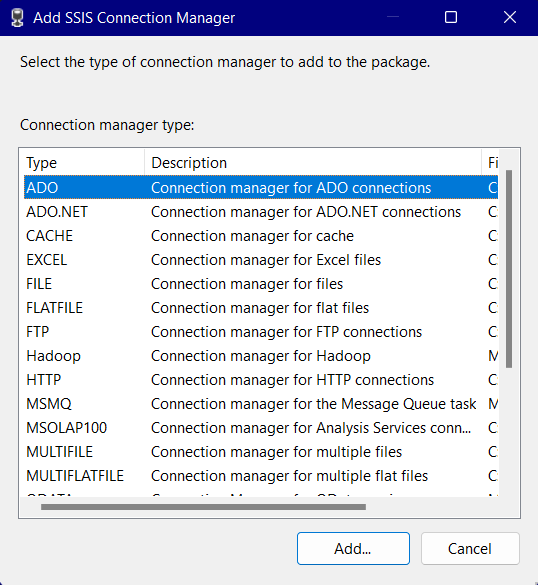 Add SSIS Connection Manager
Select the type of connection manager to add to the package.
Connection manager type:
Type Description Fi
ADO Connection manager for ADO connections C
ADO.NET Connection manager for ADO.NET connections C
CACHE Connection manager for cache C
EXCEL Connection manager for Excel files C
FILE Connection manager for files C
FLATFILE Connection manager for flat files C
FTP Connection manager for FTP connections C
Hadoop Connection manager for Hadoop M
HTTP Connection manager for HTTP connections C
MSMQ Connection manager for the Message Queue task M
MSOLAP100 Connection manager for Analysis Services conn... C
MULTIFILE Connection manager for multiple files C
MULTIFLATFILE Connection manager for multiple flat files C
Add... Cancel